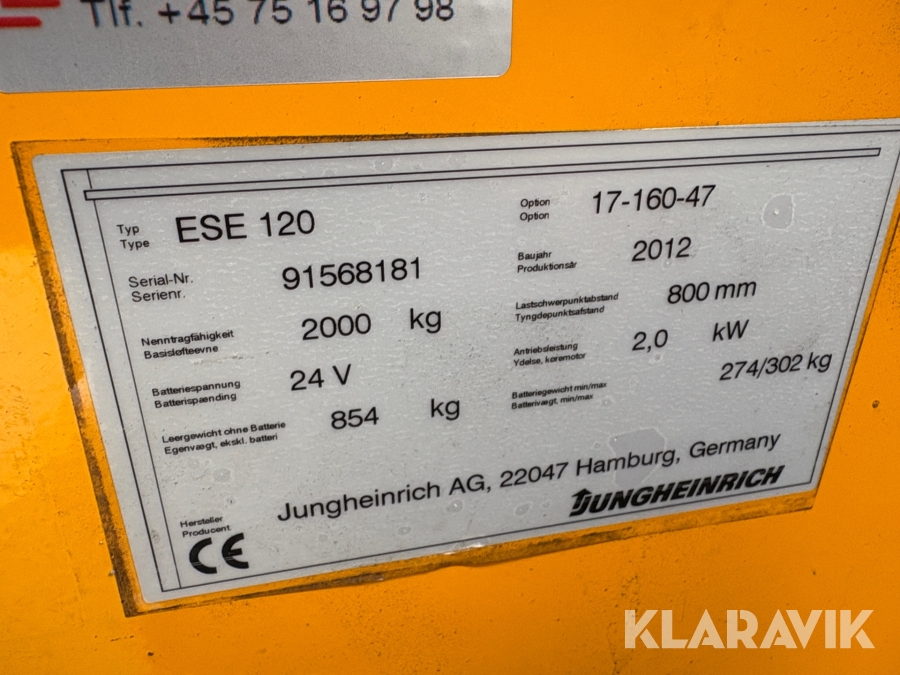 Tlf. +45 75 16 97 98
Typ
Type
ESE 120
Option
Option
17-160-47
Serial-Nr.
Serienr.
91568181
Baujahr
Produktionsår
2012
Nenntragfähigkeit
Basisløfteevne
2000 kg
Lastschwerpunktabstand
Tyngdepunktsafstand
800 mm
Batteriespannung
Batterispænding
24 V
Antriebsleistung
Ydelse, køremotor
2,0 kW
Leergewicht ohne Batterie
Egenvægt, ekskl. batteri
854 kg
Batteriegewicht min/max
Batterivægt, min/max
274/302 kg
Hersteller
Producent
Jungheinrich AG, 22047 Hamburg, Germany
JUNGHEINRICH
CE
KLARAVIK